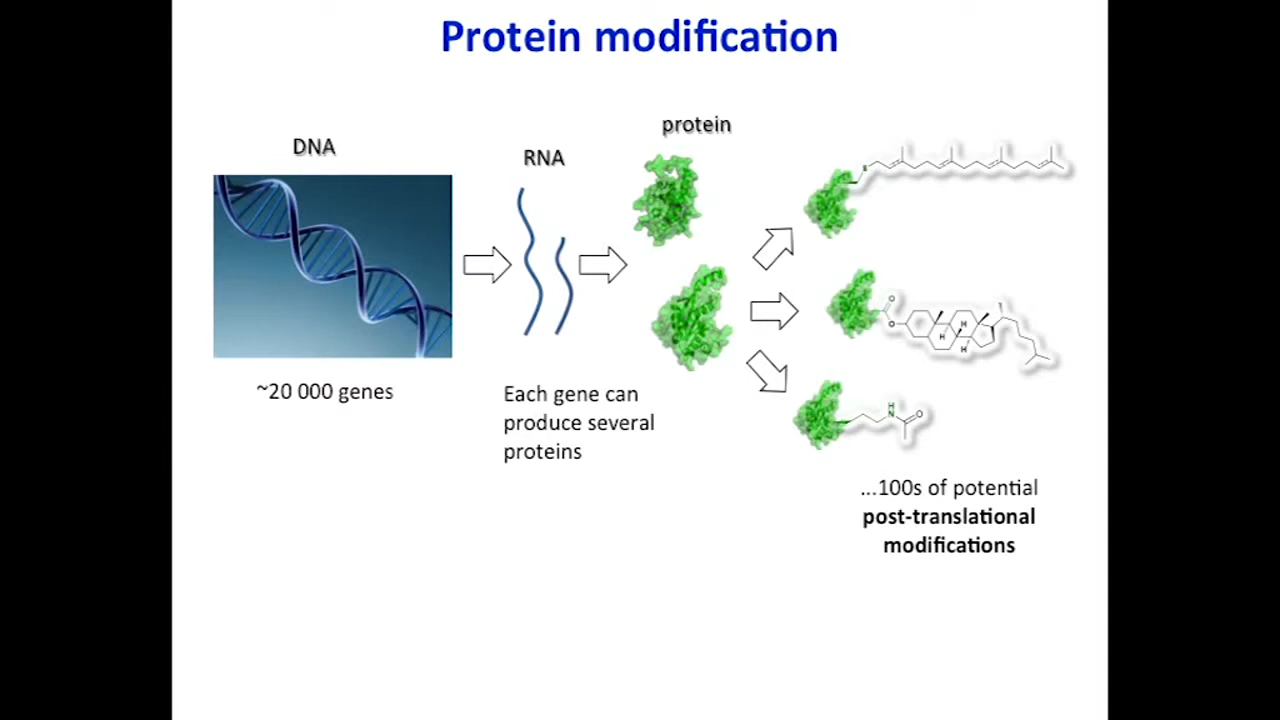 Protein modification
DNA
RNA
protein
~20 000 genes
Each gene can
produce several
proteins
S
O
O
H
H
H
H
N
O
...100s of potential
post-translational
modifications